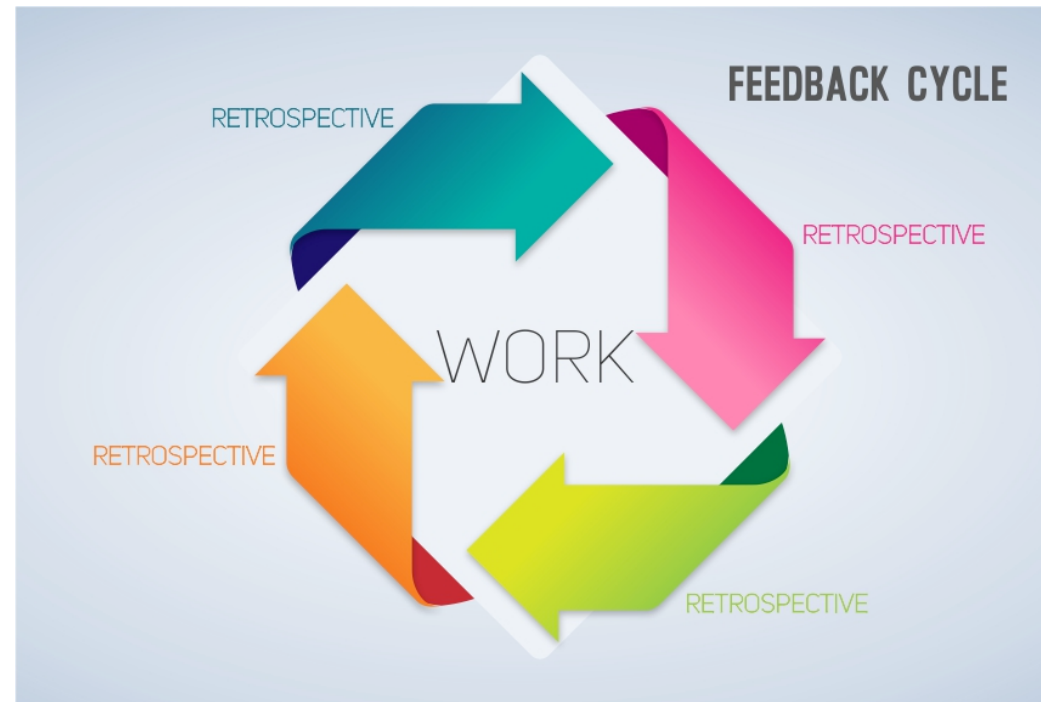 FEEDBACK CYCLE
RETROSPECTIVE
RETROSPECTIVE
WORK
RETROSPECTIVE
RETROSPECTIVE